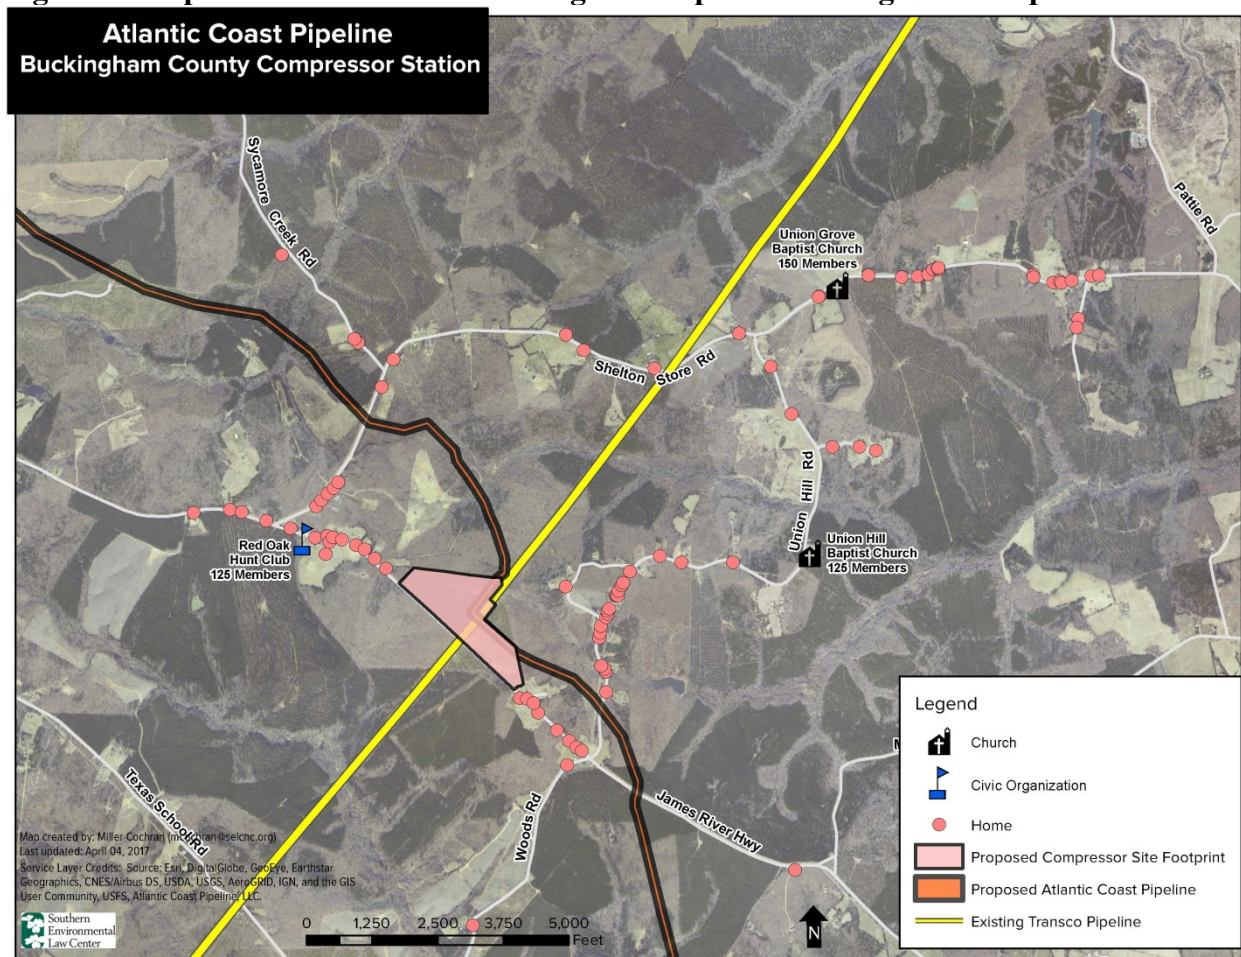 Atlantic Coast Pipeline
Buckingham County Compressor Station
Sycamore Creek Rd
Pattie Rd
Union Grove
Baptist Church
150 Members
Shelton Store Rd
Union Hill Rd
Red Oak
Hunt Club
125 Members
Union Hill
Baptist Church
125 Members
Texas School Rd
Woods Rd
James River Hwy
Legend
Church
Civic Organization
Home
Proposed Compressor Site Footprint
Proposed Atlantic Coast Pipeline
Existing Transco Pipeline
Map created by: Miller Cochran (mcochran@selcnc.org)
Last updated: April 04, 2017
Service Layer Credits: Source: Esri, DigitalGlobe, GeoEye, Earthstar
Geographics, CNES/Airbus DS, USDA, USGS, AeroGRID, IGN, and the GIS
User Community, USFS, Atlantic Coast Pipeline, LLC.
Southern
Environmental
Law Center
0 1,250 2,500 3,750 5,000
Feet
N